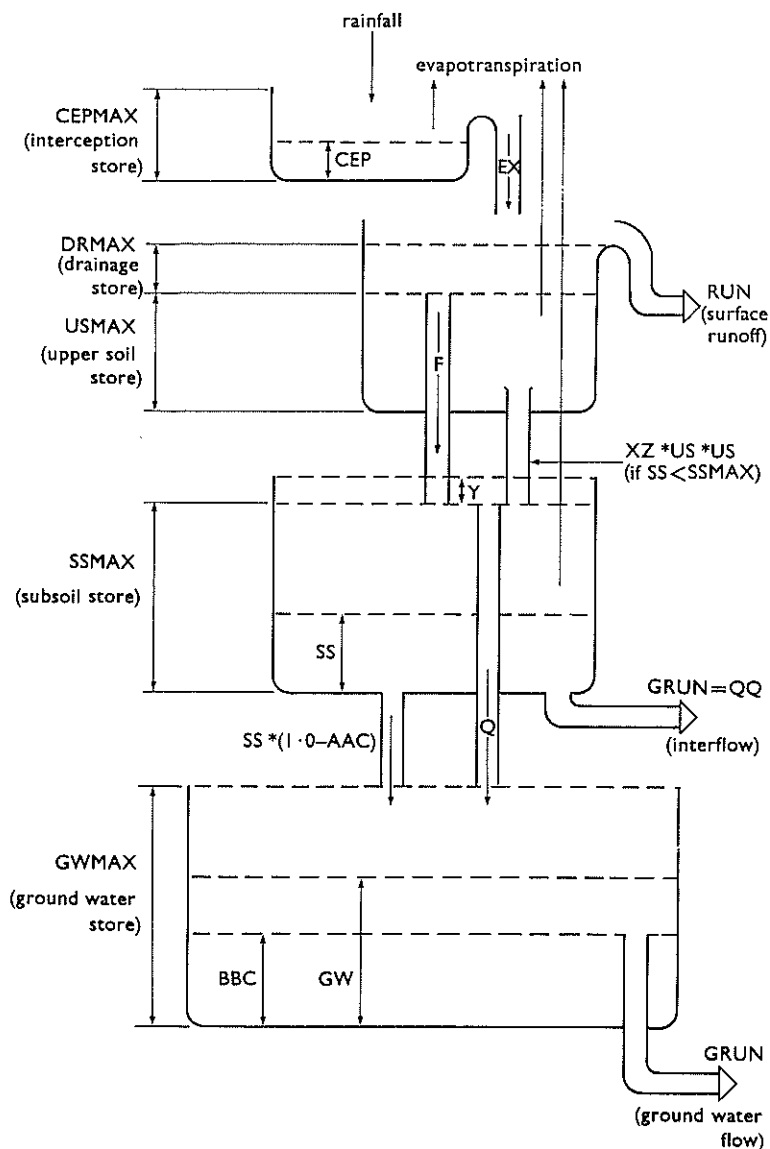 rainfall
evapotranspiration
CEPMAX
(interception
store)
CEP
EX
DRMAX
(drainage
store)
USMAX
(upper soil
store)
RUN
(surface
runoff)
F
XZ *US *US
(if SS<SSMAX)
Y
SSMAX
(subsoil store)
SS
GRUN=QQ
(interflow)
SS *(1·0–AAC)
Q
GWMAX
(ground water
store)
BBC
GW
GRUN
(ground water
flow)